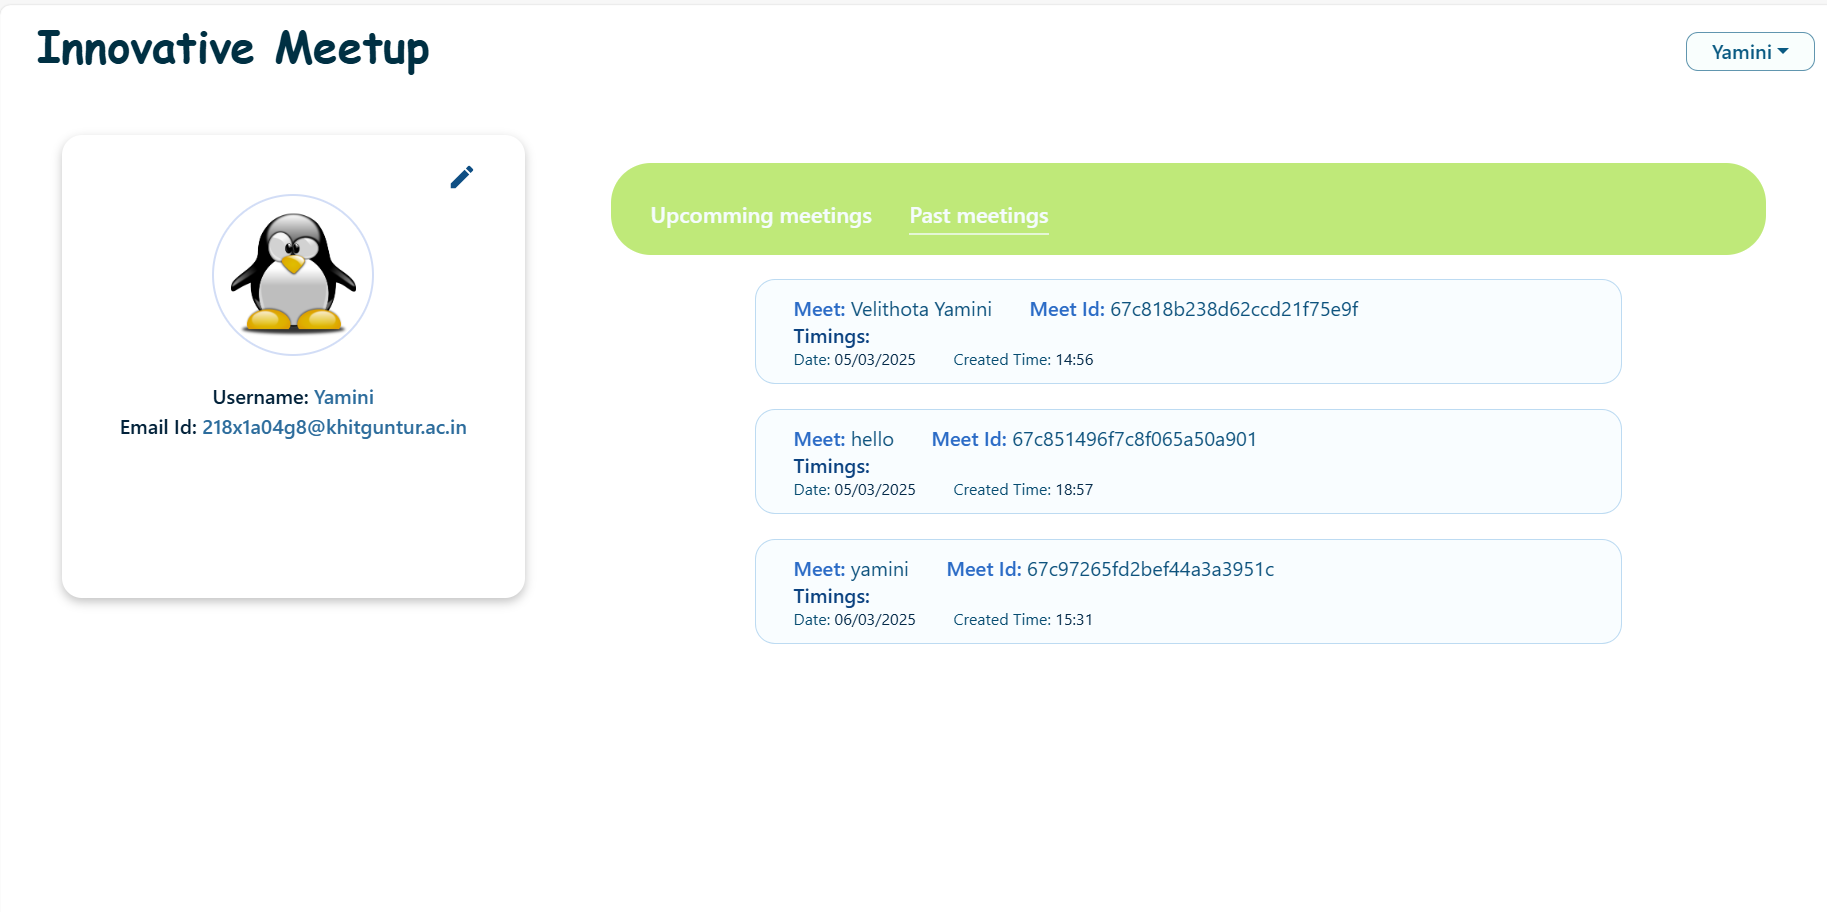 Innovative Meetup
Yamini
Username: Yamini
Email Id: 218x1a04g8@khitguntur.ac.in
Upcomming meetings Past meetings
Meet: Velithota Yamini Meet Id: 67c818b238d62ccd21f75e9f
Timings:
Date: 05/03/2025 Created Time: 14:56
Meet: hello Meet Id: 67c851496f7c8f065a50a901
Timings:
Date: 05/03/2025 Created Time: 18:57
Meet: yamini Meet Id: 67c97265fd2bef44a3a3951c
Timings:
Date: 06/03/2025 Created Time: 15:31